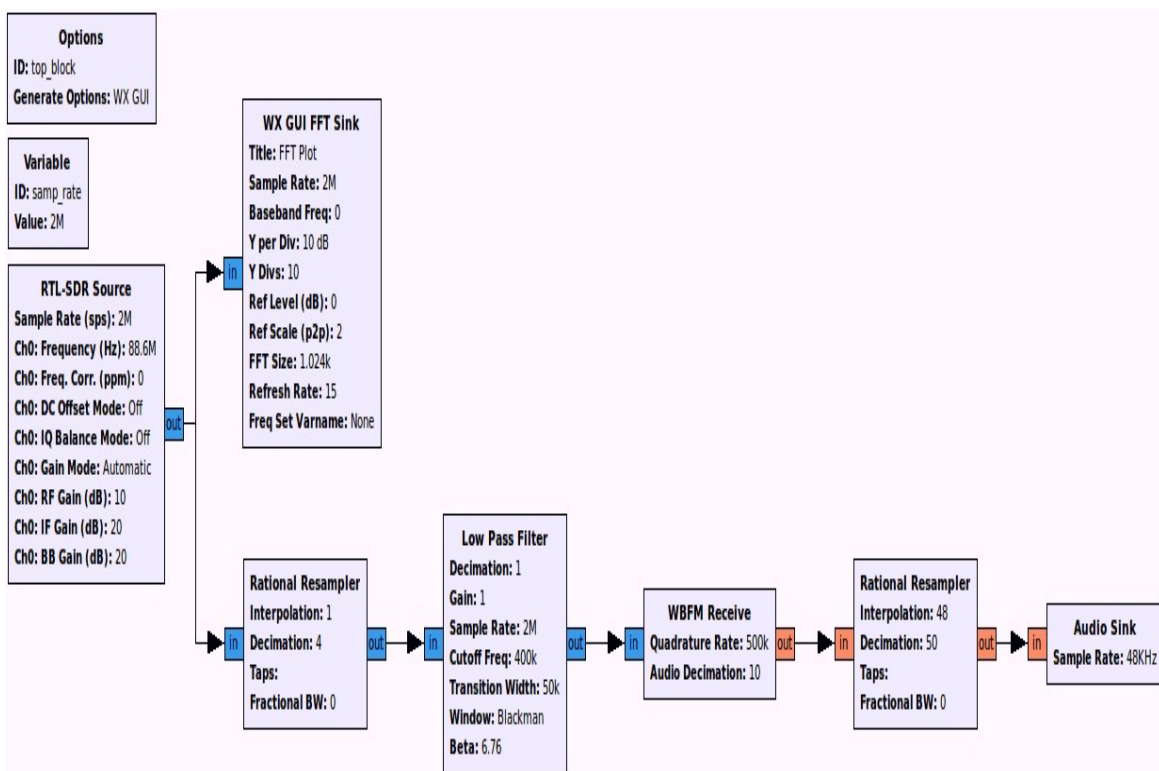 Options
ID: top_block
Generate Options: WX GUI
Variable
ID: samp_rate
Value: 2M
RTL-SDR Source
Sample Rate (sps): 2M
Ch0: Frequency (Hz): 88.6M
Ch0: Freq. Corr. (ppm): 0
Ch0: DC Offset Mode: Off
Ch0: IQ Balance Mode: Off
Ch0: Gain Mode: Automatic
Ch0: RF Gain (dB): 10
Ch0: IF Gain (dB): 20
Ch0: BB Gain (dB): 20
out
in
WX GUI FFT Sink
Title: FFT Plot
Sample Rate: 2M
Baseband Freq: 0
Y per Div: 10 dB
Y Divs: 10
Ref Level (dB): 0
Ref Scale (p2p): 2
FFT Size: 1.024k
Refresh Rate: 15
Freq Set Varname: None
in
Rational Resampler
Interpolation: 1
Decimation: 4
Taps:
Fractional BW: 0
out
in
Low Pass Filter
Decimation: 1
Gain: 1
Sample Rate: 2M
Cutoff Freq: 400k
Transition Width: 50k
Window: Blackman
Beta: 6.76
out
in
WBFM Receive
Quadrature Rate: 500k
Audio Decimation: 10
out
in
Rational Resampler
Interpolation: 48
Decimation: 50
Taps:
Fractional BW: 0
out
in
Audio Sink
Sample Rate: 48KHz